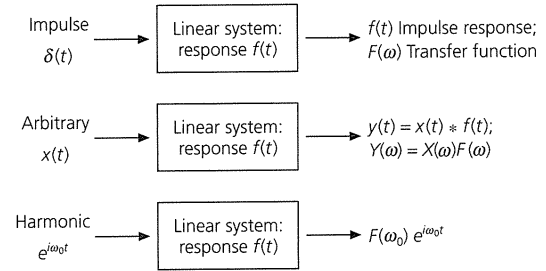 Impulse
δ(t)
Linear system:
response f(t)
f(t) Impulse response;
F(ω) Transfer function
Arbitrary
x(t)
Linear system:
response f(t)
y(t) = x(t) * f(t);
Y(ω) = X(ω)F(ω)
Harmonic
e^{iω₀t}
Linear system:
response f(t)
F(ω₀) e^{iω₀t}